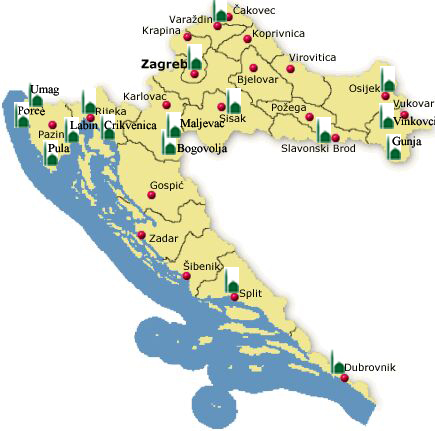 Čakovec
Varaždin
Krapina
Koprivnica
Zagreb
Virovitica
Bjelovar
Osijek
Umag
Karlovac
Vukovar
Porec
Rijeka
Sisak
Požega
Vinkovci
Pazin
Labin
Crikvenica
Maljevac
Pula
Bogovolja
Slavonski Brod
Gunja
Gospić
Zadar
Šibenik
Split
Dubrovnik